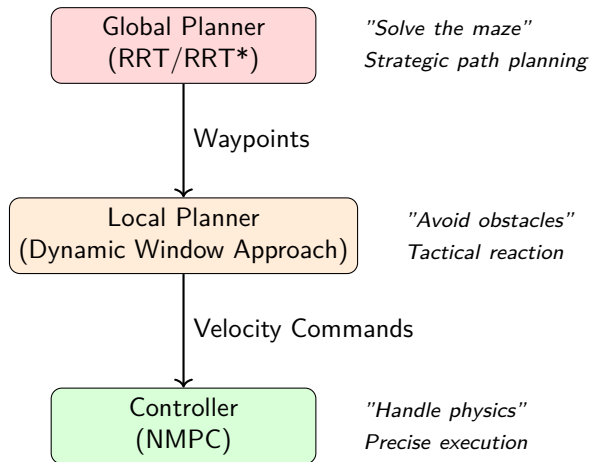 Global Planner
(RRT/RRT*)
"Solve the maze"
Strategic path planning
Waypoints
Local Planner
(Dynamic Window Approach)
"Avoid obstacles"
Tactical reaction
Velocity Commands
Controller
(NMPC)
"Handle physics"
Precise execution